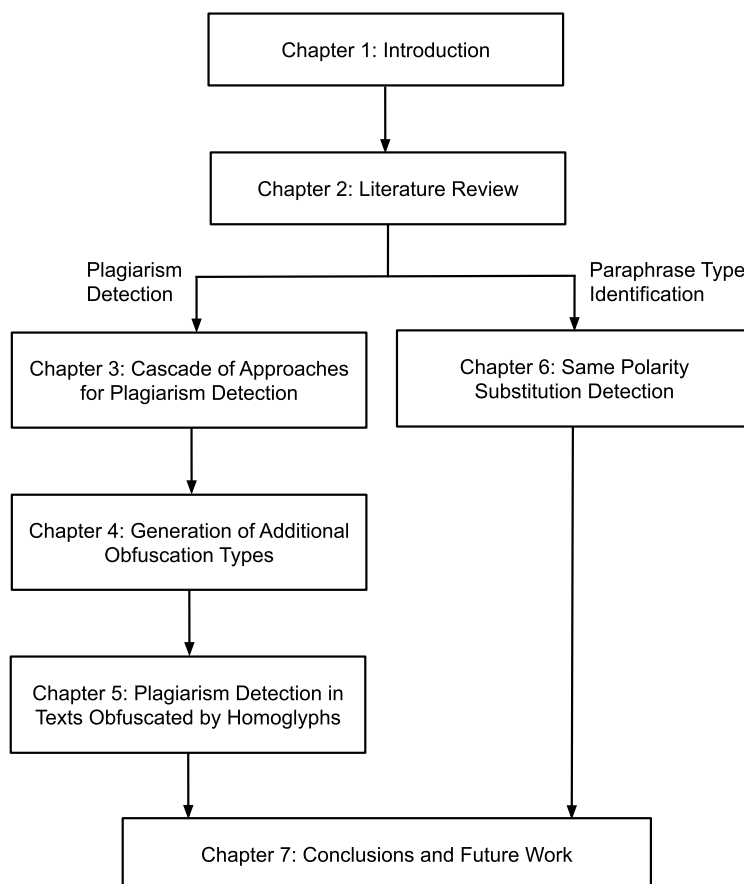 Chapter 1: Introduction
Chapter 2: Literature Review
Plagiarism
Detection
Paraphrase Type
Identification
Chapter 3: Cascade of Approaches
for Plagiarism Detection
Chapter 6: Same Polarity
Substitution Detection
Chapter 4: Generation of Additional
Obfuscation Types
Chapter 5: Plagiarism Detection in
Texts Obfuscated by Homoglyphs
Chapter 7: Conclusions and Future Work